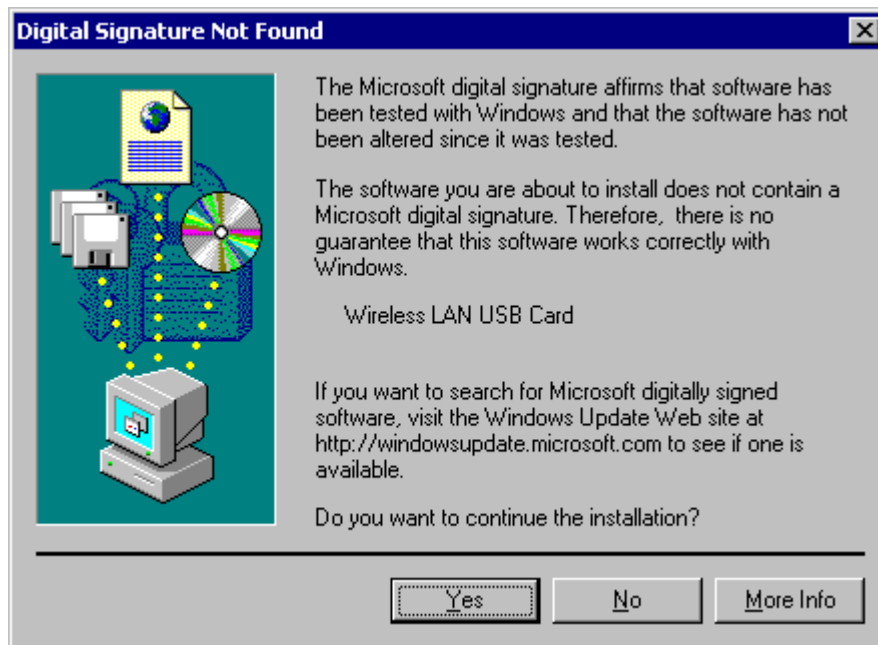 Digital Signature Not Found
The Microsoft digital signature affirms that software has
been tested with Windows and that the software has not
been altered since it was tested.
The software you are about to install does not contain a
Microsoft digital signature. Therefore,  there is no
guarantee that this software works correctly with
Windows.
Wireless LAN USB Card
If you want to search for Microsoft digitally signed
software, visit the Windows Update Web site at
http://windowsupdate.microsoft.com to see if one is
available.
Do you want to continue the installation?
Yes No More Info